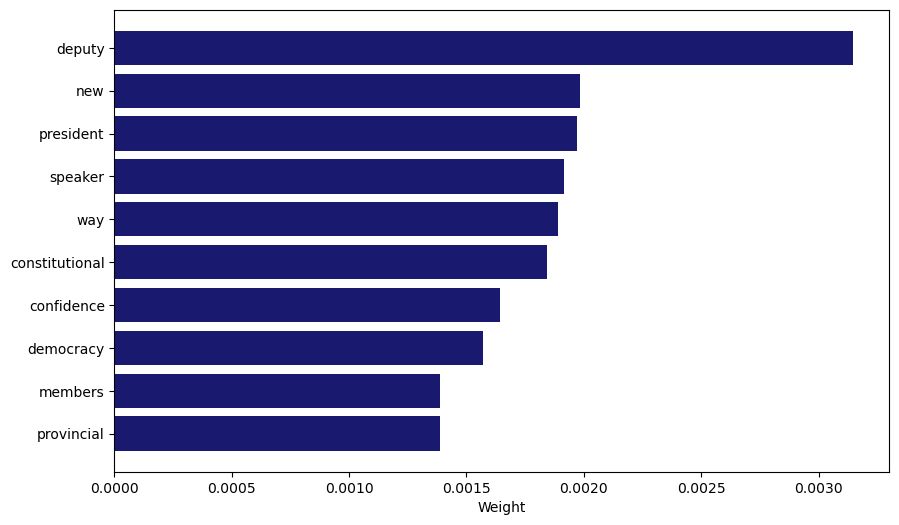 deputy
new
president
speaker
way
constitutional
confidence
democracy
members
provincial
0.0000 0.0005 0.0010 0.0015 0.0020 0.0025 0.0030
Weight